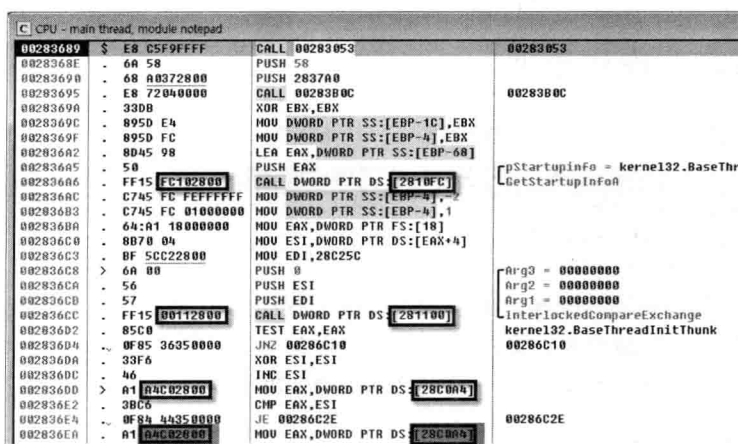 C CPU - main thread, module notepad
00283689 $ E8 C5F9FFFF CALL 00283053 00283053
0028368E . 6A 58 PUSH 58
00283690 . 68 A0372800 PUSH 2837A0
00283695 . E8 72040000 CALL 00283B0C 00283B0C
0028369A . 33DB XOR EBX,EBX
0028369C . 895D E4 MOV DWORD PTR SS:[EBP-1C],EBX
0028369F . 895D FC MOV DWORD PTR SS:[EBP-4],EBX
002836A2 . 8D45 98 LEA EAX,DWORD PTR SS:[EBP-68]
002836A5 . 50 PUSH EAX pStartupinfo = kernel32.BaseThr
002836A6 . FF15 FC102800 CALL DWORD PTR DS:[2810FC] GetStartupInfoA
002836AC . C745 FC FEFFFFFF MOV DWORD PTR SS:[EBP-4],-2
002836B3 . C745 FC 01000000 MOV DWORD PTR SS:[EBP-4],1
002836BA . 64:A1 18000000 MOV EAX,DWORD PTR FS:[18]
002836C0 . 8B70 04 MOV ESI,DWORD PTR DS:[EAX+4]
002836C3 . BF 5CC22800 MOV EDI,28C25C
002836C8 > 6A 00 PUSH 0 Arg3 = 00000000
002836CA . 56 PUSH ESI Arg2 = 00000000
002836CB . 57 PUSH EDI Arg1 = 00000000
002836CC . FF15 00112800 CALL DWORD PTR DS:[281100] InterlockedCompareExchange
002836D2 . 85C0 TEST EAX,EAX kernel32.BaseThreadInitThunk
002836D4 .˅ 0F85 36350000 JNZ 00286C10 00286C10
002836DA . 33F6 XOR ESI,ESI
002836DC . 46 INC ESI
002836DD > A1 A4C02800 MOV EAX,DWORD PTR DS:[28C0A4]
002836E2 . 3BC6 CMP EAX,ESI
002836E4 .˅ 0F84 44350000 JE 00286C2E 00286C2E
002836EA . A1 A4C02800 MOV EAX,DWORD PTR DS:[28C0A4]